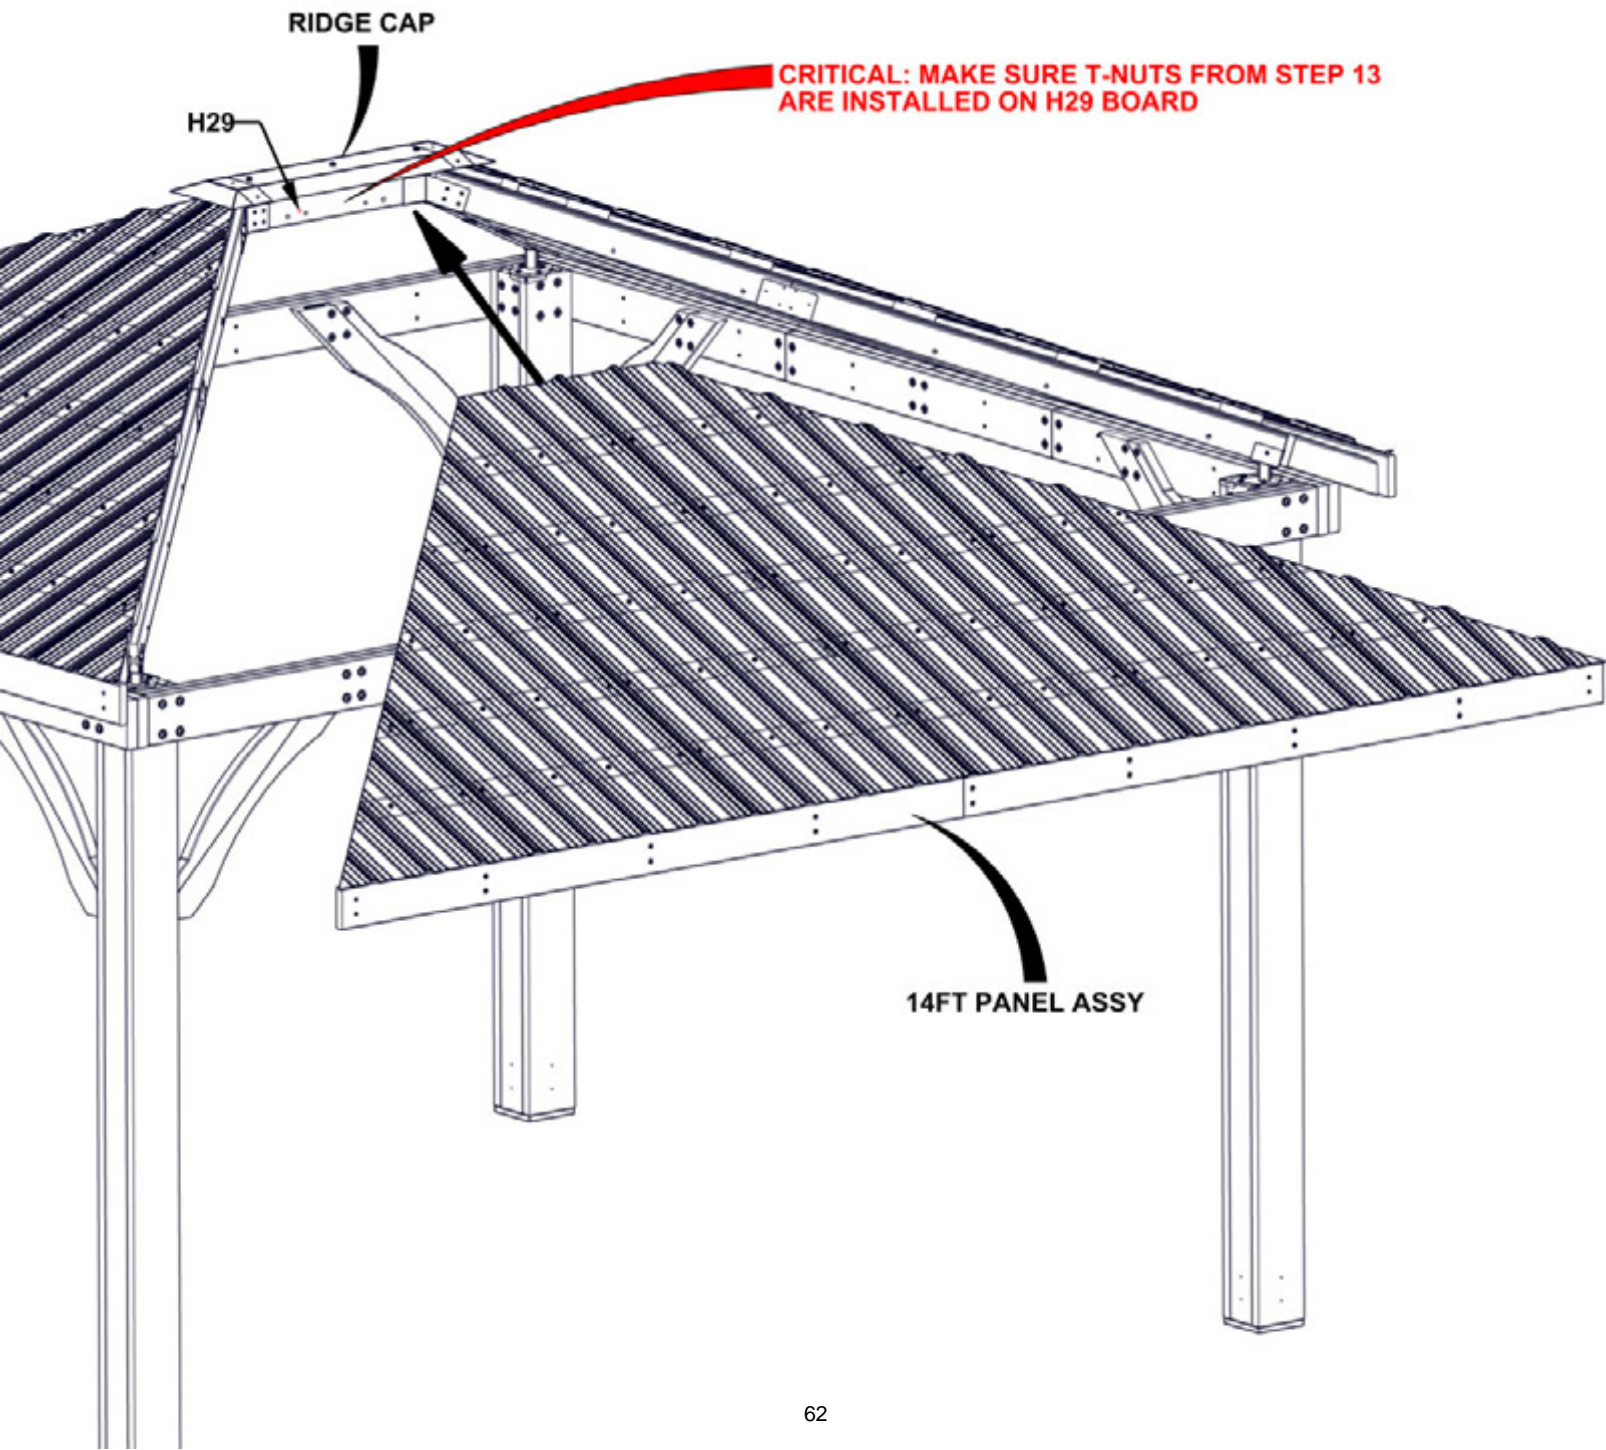 RIDGE CAP
CRITICAL: MAKE SURE T-NUTS FROM STEP 13
ARE INSTALLED ON H29 BOARD
H29
14FT PANEL ASSY
62